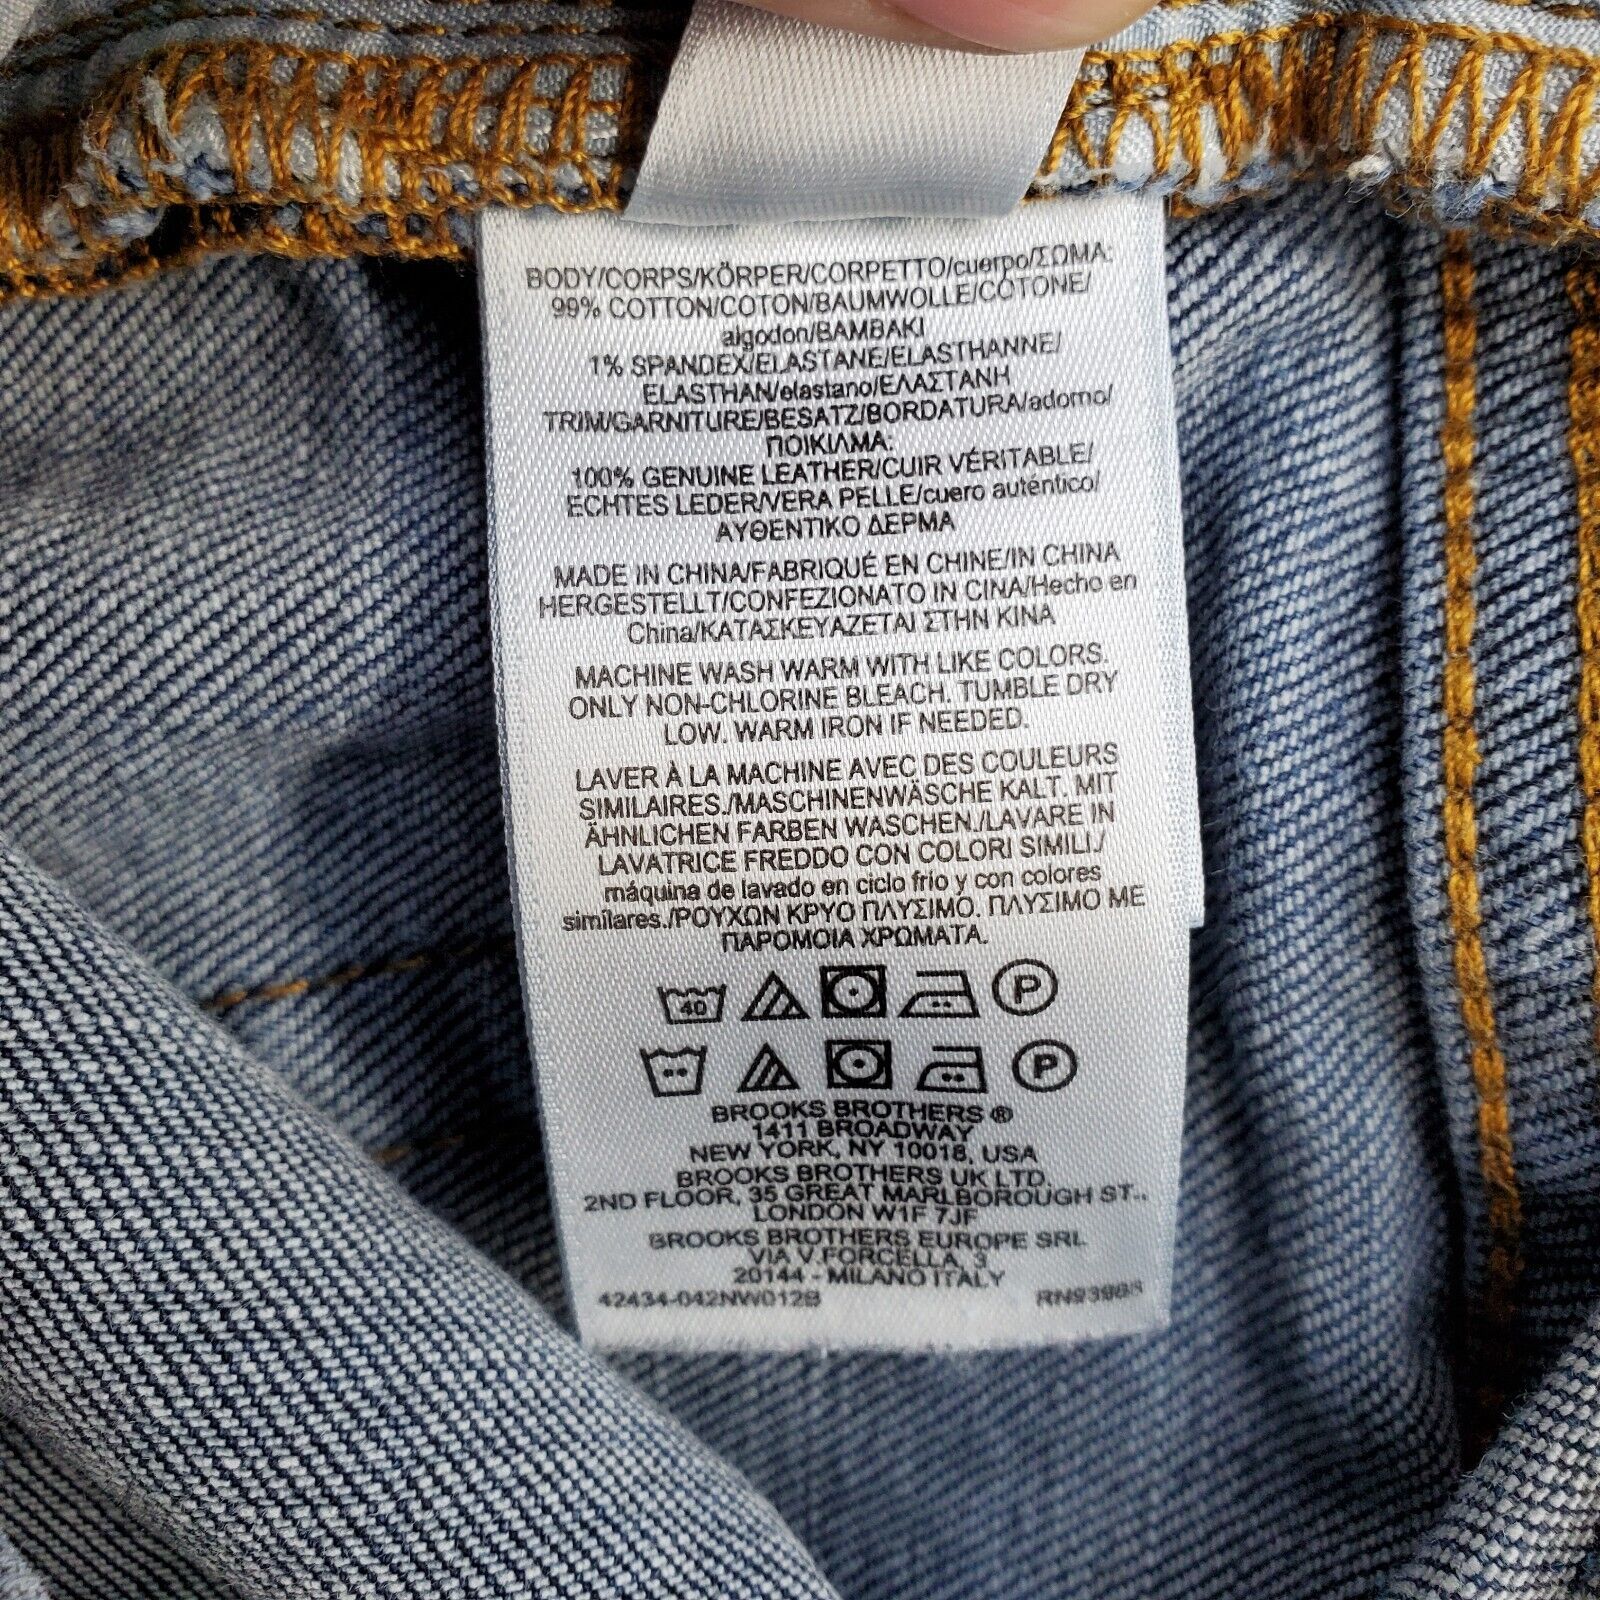 BODY/CORPS/KÖRPER/CORPETTO/cuerpo/ΣΩMA:
99% COTTON/COTON/BAUMWOLLE/COTONE/
algodon/BAMBAKI
1% SPANDEX/ELASTANE/ELASTHANNE/
ELASTHAN/elastano/ΕΛΑΣΤΑΝΗ
TRIM/GARNITURE/BESATZ/BORDATURA/adorno/
ΠΟΙΚΙΛΜΑ:
100% GENUINE LEATHER/CUIR VÉRITABLE/
ECHTES LEDER/VERA PELLE/cuero auténtico/
ΑΥΘΕΝΤΙΚΟ ΔΕΡΜΑ
MADE IN CHINA/FABRIQUÉ EN CHINE/IN CHINA
HERGESTELLT/CONFEZIONATO IN CINA/Hecho en
China/ΚΑΤΑΣΚΕΥΑΖΕΤΑΙ ΣΤΗΝ ΚΙΝΑ
MACHINE WASH WARM WITH LIKE COLORS.
ONLY NON-CHLORINE BLEACH. TUMBLE DRY
LOW. WARM IRON IF NEEDED.
LAVER À LA MACHINE AVEC DES COULEURS
SIMILAIRES./MASCHINENWÄSCHE KALT. MIT
ÄHNLICHEN FARBEN WASCHEN./LAVARE IN
LAVATRICE FREDDO CON COLORI SIMILI./
máquina de lavado en ciclo frio y con colores
similares./ΡΟΥΧΩΝ ΚΡΥΟ ΠΛΥΣΙΜΟ. ΠΛΥΣΙΜΟ ΜΕ
ΠΑΡΟΜΟΙΑ ΧΡΩΜΑΤΑ.
40 P
P
BROOKS BROTHERS ®
1411 BROADWAY
NEW YORK, NY 10018, USA
BROOKS BROTHERS UK LTD.
2ND FLOOR, 35 GREAT MARLBOROUGH ST.,
LONDON W1F 7JF
BROOKS BROTHERS EUROPE SRL
VIA V.FORCELLA, 3
20144 - MILANO ITALY
42434-042NW012B